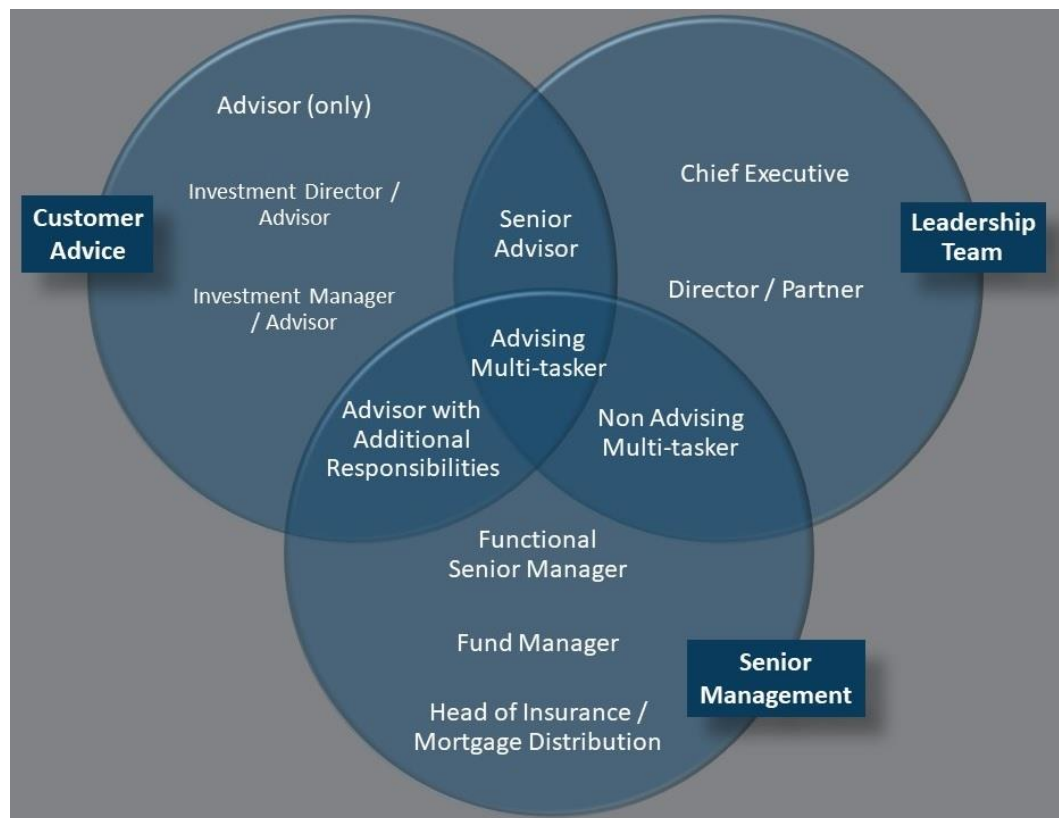 Advisor (only)
Investment Director /
Advisor
Investment Manager
/ Advisor
Customer
Advice
Senior
Advisor
Chief Executive
Director / Partner
Leadership
Team
Advising
Multi-tasker
Advisor with
Additional
Responsibilities
Non Advising
Multi-tasker
Functional
Senior Manager
Fund Manager
Head of Insurance /
Mortgage Distribution
Senior
Management